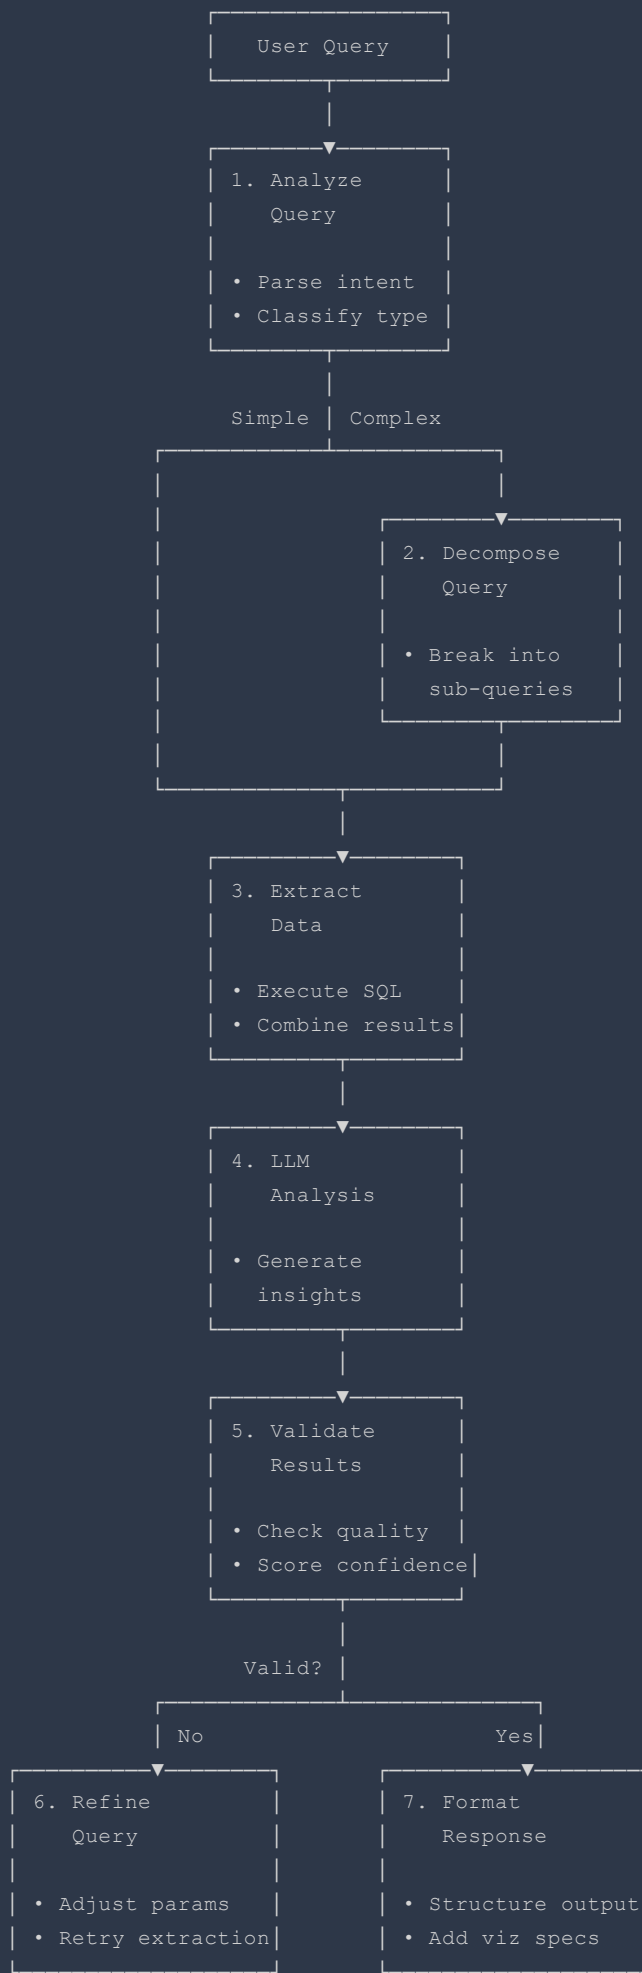 User Query
1. Analyze
Query
• Parse intent
• Classify type
Simple | Complex
2. Decompose
Query
• Break into
sub-queries
3. Extract
Data
• Execute SQL
• Combine results
4. LLM
Analysis
• Generate
insights
5. Validate
Results
• Check quality
• Score confidence
Valid?
No
Yes
6. Refine
Query
• Adjust params
• Retry extraction
7. Format
Response
• Structure output
• Add viz specs